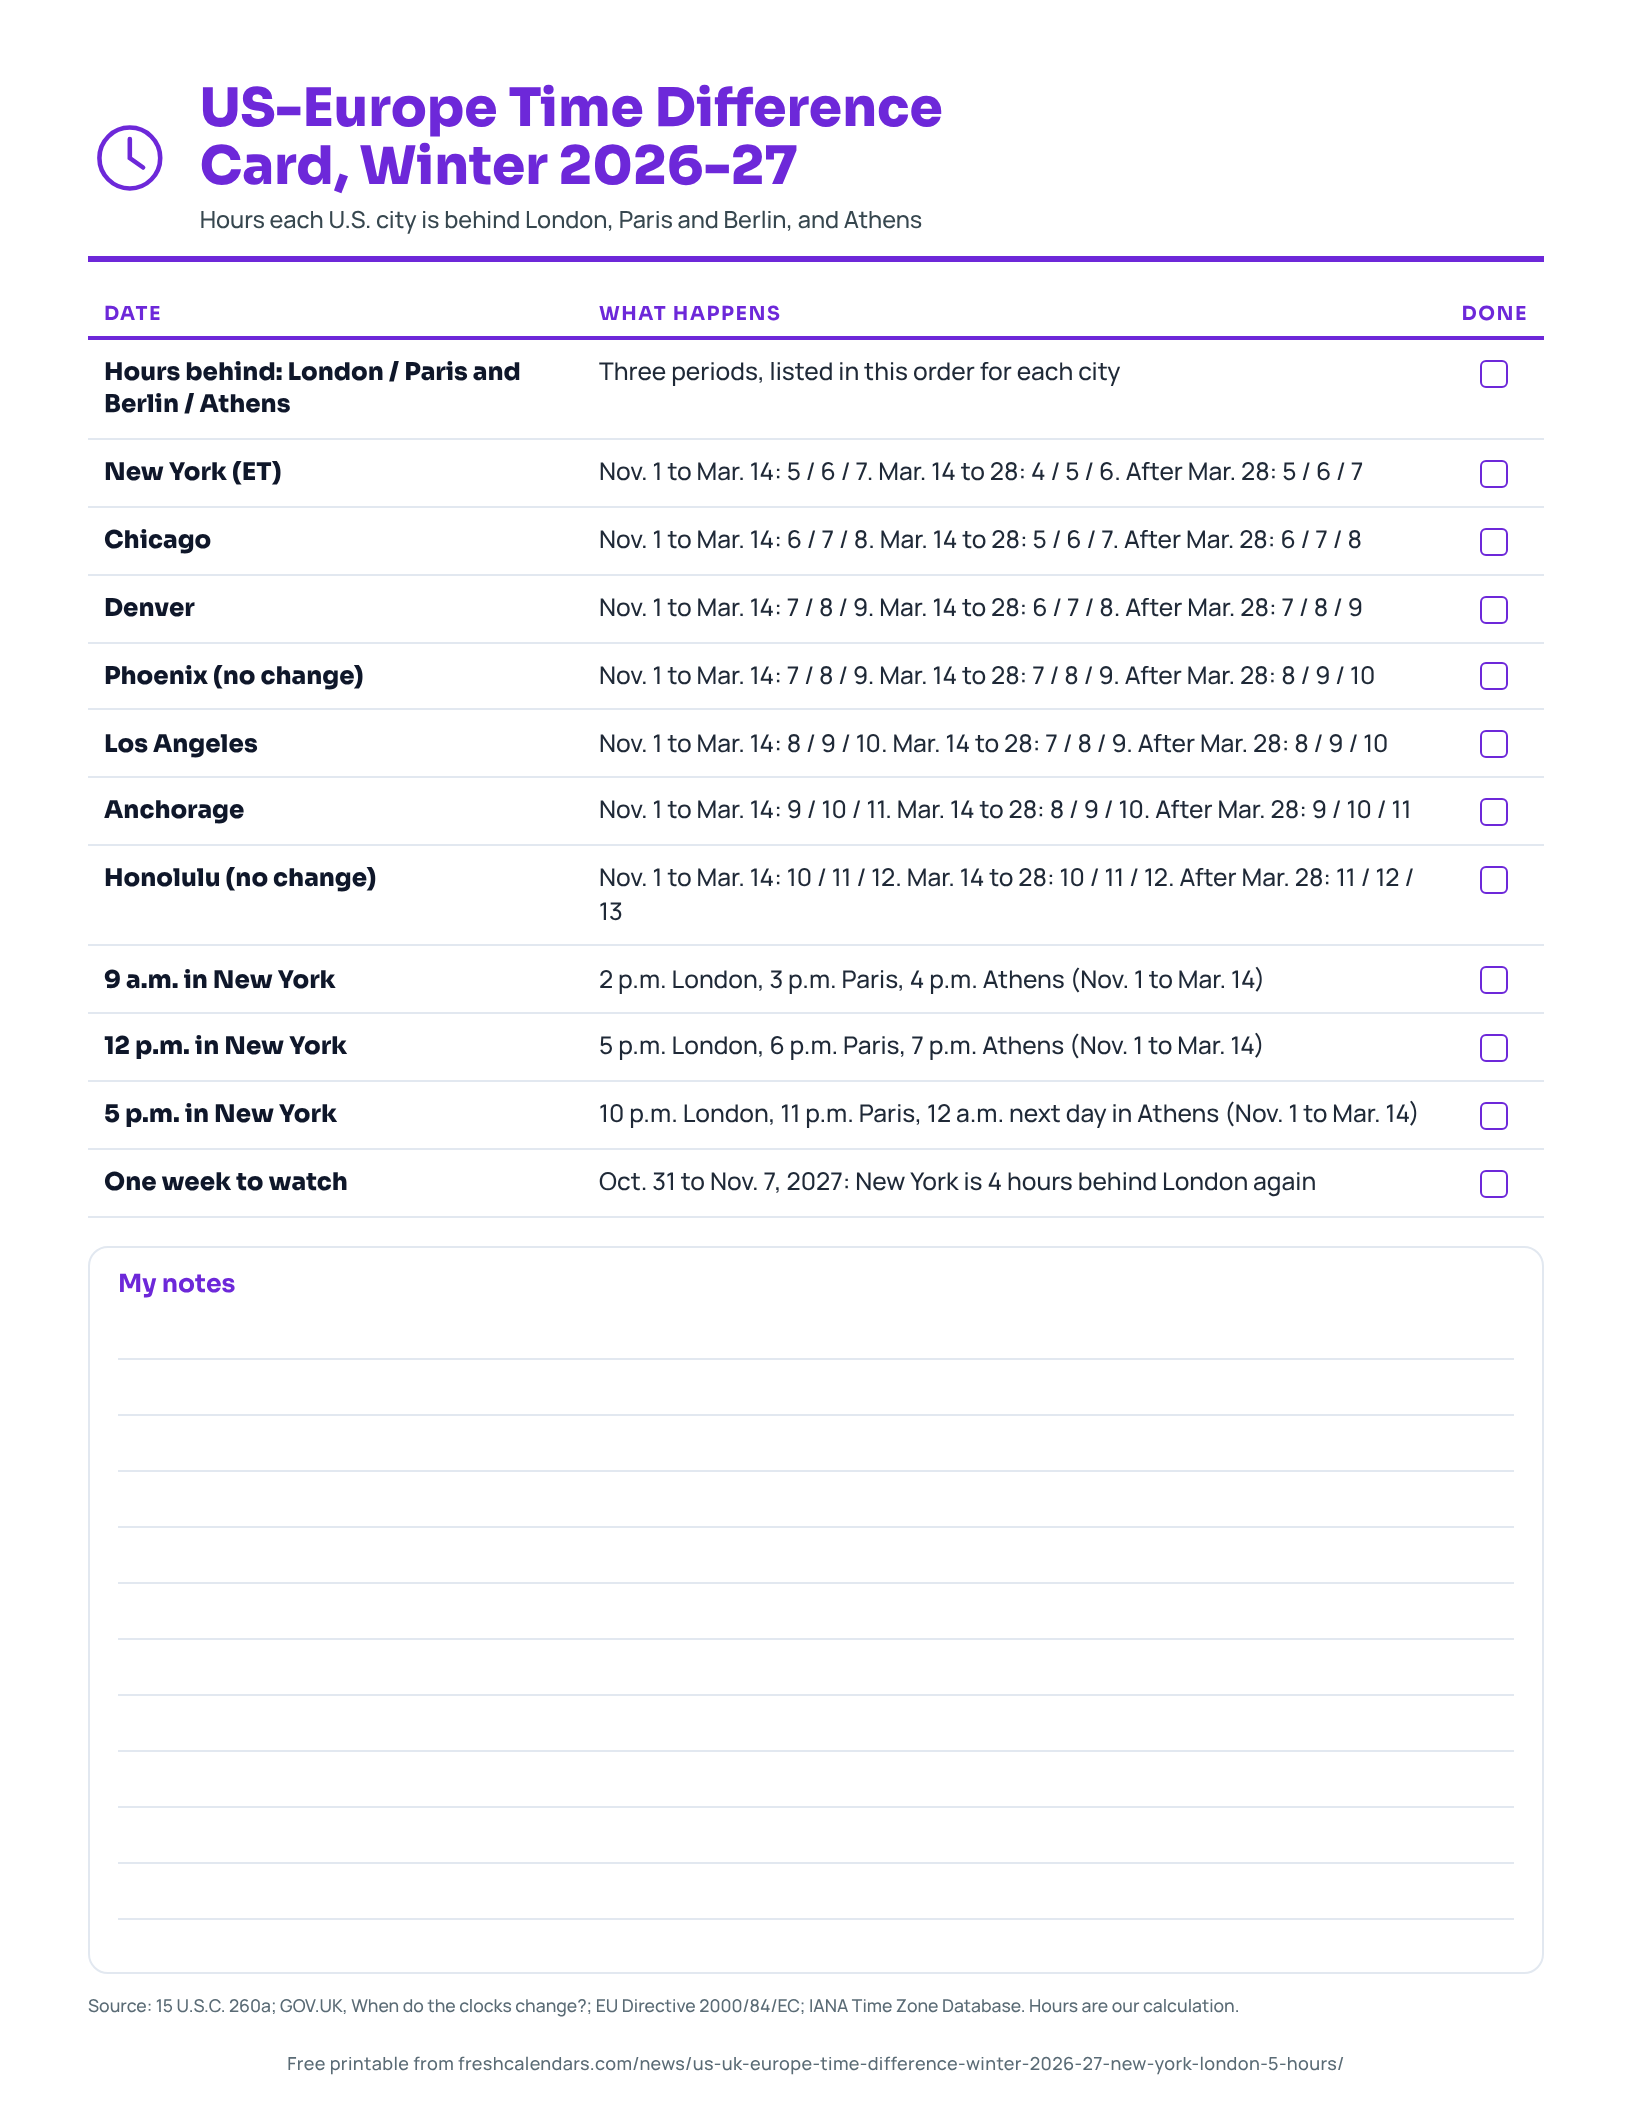 US-Europe Time Difference
Card, Winter 2026-27
Hours each U.S. city is behind London, Paris and Berlin, and Athens
DATE WHAT HAPPENS DONE
Hours behind: London / Paris and Three periods, listed in this order for each city
Berlin / Athens
New York (ET) Nov. 1 to Mar. 14: 5 / 6 / 7. Mar. 14 to 28: 4 / 5 / 6. After Mar. 28: 5 / 6 / 7
Chicago Nov. 1 to Mar. 14: 6 / 7 / 8. Mar. 14 to 28: 5 / 6 / 7. After Mar. 28: 6 / 7 / 8
Denver Nov. 1 to Mar. 14: 7 / 8 / 9. Mar. 14 to 28: 6 / 7 / 8. After Mar. 28: 7 / 8 / 9
Phoenix (no change) Nov. 1 to Mar. 14: 7 / 8 / 9. Mar. 14 to 28: 7 / 8 / 9. After Mar. 28: 8 / 9 / 10
Los Angeles Nov. 1 to Mar. 14: 8 / 9 / 10. Mar. 14 to 28: 7 / 8 / 9. After Mar. 28: 8 / 9 / 10
Anchorage Nov. 1 to Mar. 14: 9 / 10 / 11. Mar. 14 to 28: 8 / 9 / 10. After Mar. 28: 9 / 10 / 11
Honolulu (no change) Nov. 1 to Mar. 14: 10 / 11 / 12. Mar. 14 to 28: 10 / 11 / 12. After Mar. 28: 11 / 12 /
13
9 a.m. in New York 2 p.m. London, 3 p.m. Paris, 4 p.m. Athens (Nov. 1 to Mar. 14)
12 p.m. in New York 5 p.m. London, 6 p.m. Paris, 7 p.m. Athens (Nov. 1 to Mar. 14)
5 p.m. in New York 10 p.m. London, 11 p.m. Paris, 12 a.m. next day in Athens (Nov. 1 to Mar. 14)
One week to watch Oct. 31 to Nov. 7, 2027: New York is 4 hours behind London again
My notes
Source: 15 U.S.C. 260a; GOV.UK, When do the clocks change?; EU Directive 2000/84/EC; IANA Time Zone Database. Hours are our calculation.
Free printable from freshcalendars.com/news/us-uk-europe-time-difference-winter-2026-27-new-york-london-5-hours/